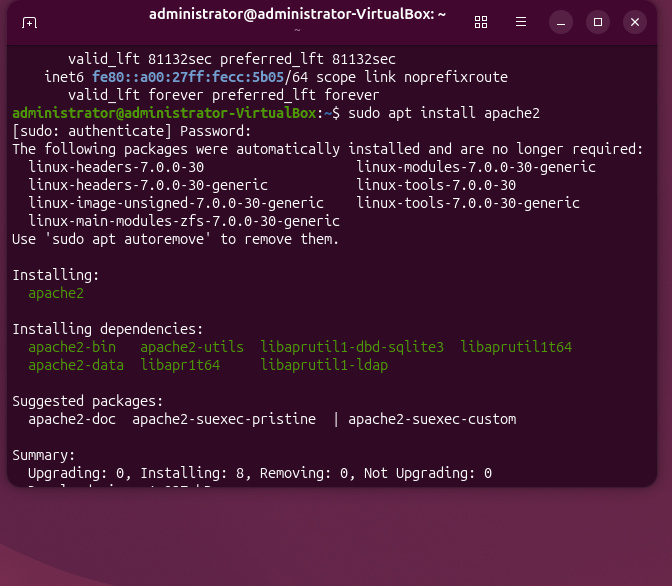 administrator@administrator-VirtualBox: ~
~
valid_lft 81132sec preferred_lft 81132sec
inet6 fe80::a00:27ff:fecc:5b05/64 scope link noprefixroute
valid_lft forever preferred_lft forever
administrator@administrator-VirtualBox:~$ sudo apt install apache2
[sudo: authenticate] Password:
The following packages were automatically installed and are no longer required:
linux-headers-7.0.0-30 linux-modules-7.0.0-30-generic
linux-headers-7.0.0-30-generic linux-tools-7.0.0-30
linux-image-unsigned-7.0.0-30-generic linux-tools-7.0.0-30-generic
linux-main-modules-zfs-7.0.0-30-generic
Use 'sudo apt autoremove' to remove them.
Installing:
apache2
Installing dependencies:
apache2-bin apache2-utils libaprutil1-dbd-sqlite3 libaprutil1t64
apache2-data libapr1t64 libaprutil1-ldap
Suggested packages:
apache2-doc apache2-suexec-pristine | apache2-suexec-custom
Summary:
Upgrading: 0, Installing: 8, Removing: 0, Not Upgrading: 0